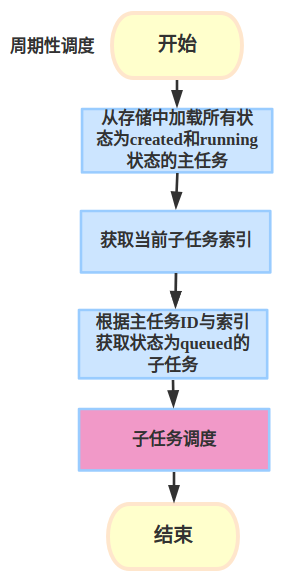 周期性调度
开始
从存储中加载所有状
态为created和running
状态的主任务
获取当前子任务索引
根据主任务ID与索引
获取状态为queued的
子任务
子任务调度
结束